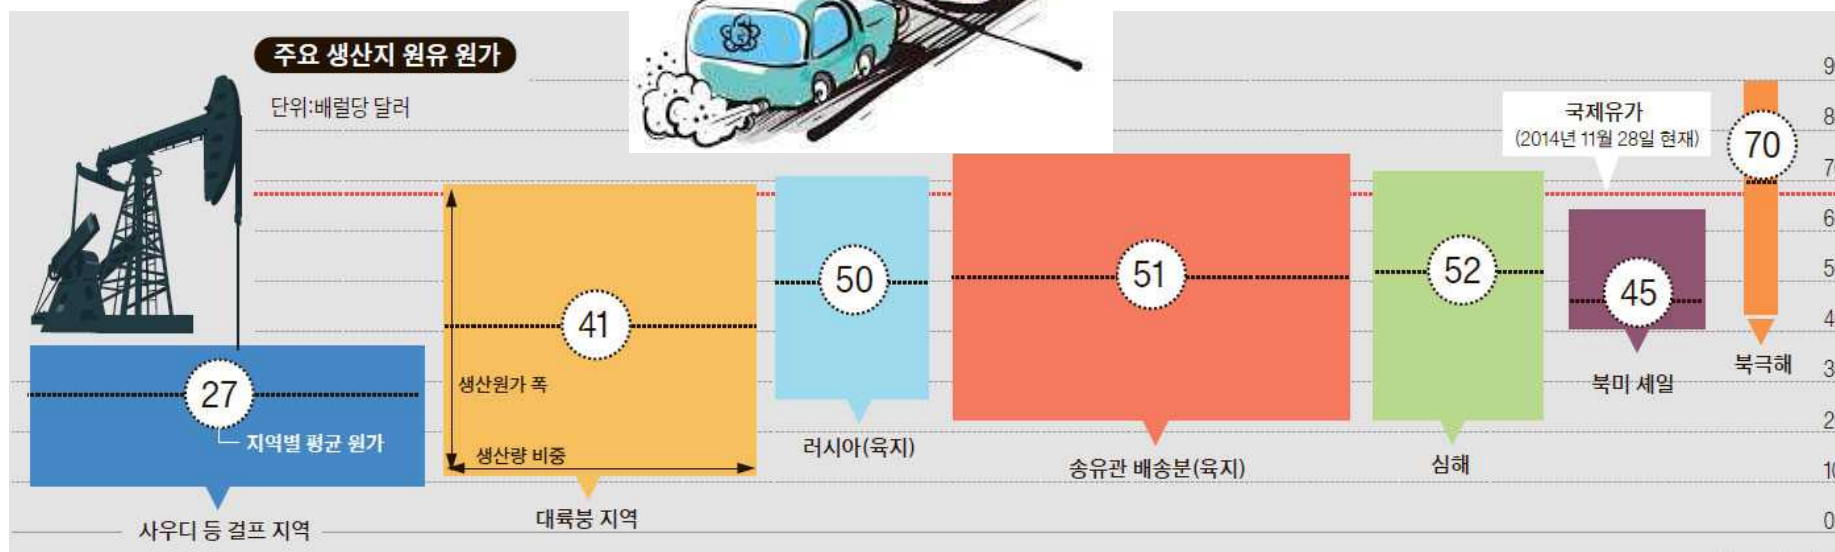 주요 생산지 원유 원가
단위:배럴당 달러
국제유가
(2014년 11월 28일 현재)
70
50
51
52
45
41
27
생산원가 폭
지역별 평균 원가
생산량 비중
북극해
북미 셰일
러시아(육지)
송유관 배송분(육지)
심해
대륙붕 지역
사우디 등 걸프 지역
10
0